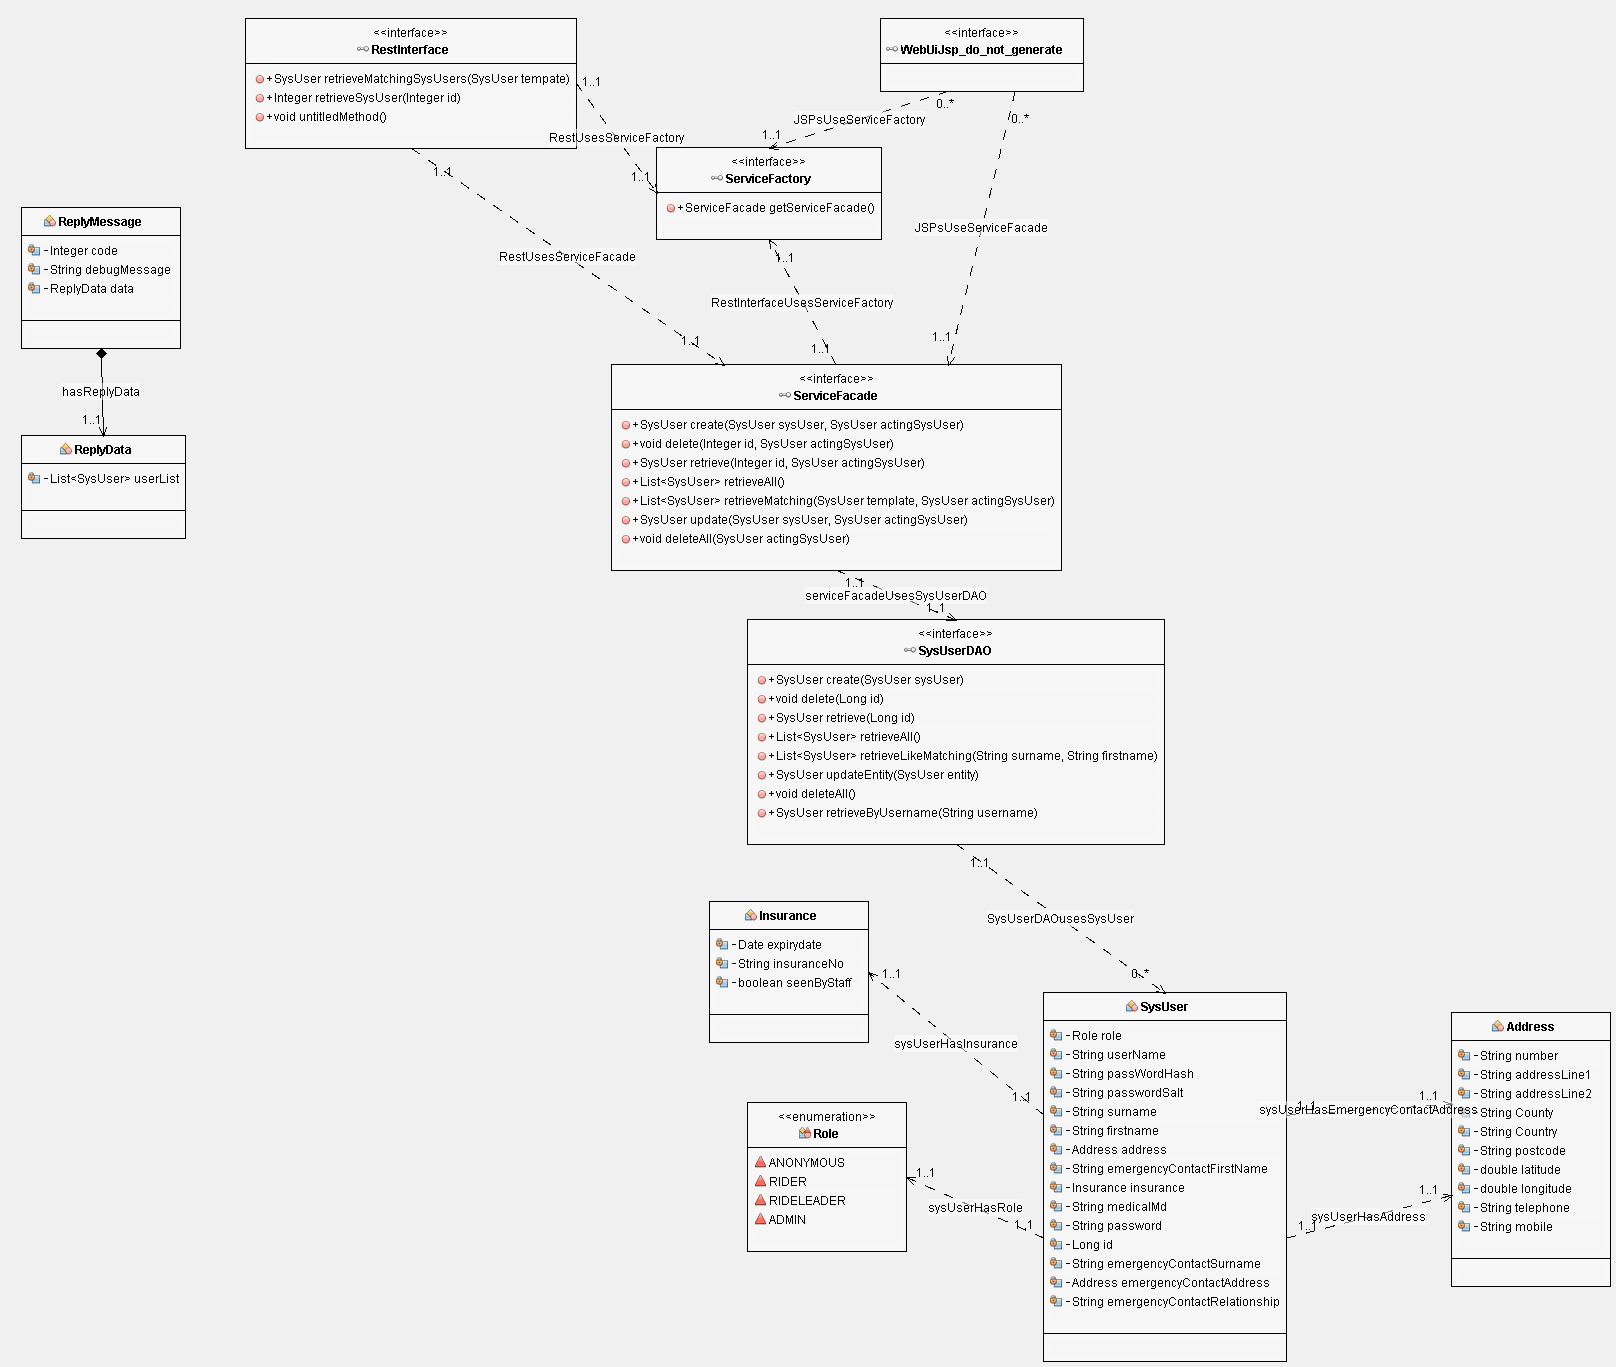 <<interface>>
RestInterface
+SysUser retrieveMatchingSysUsers(SysUser tempate)
+Integer retrieveSysUser(Integer id)
+void untitledMethod()
<<interface>>
WebUiJsp_do_not_generate
1..1
RestUsesServiceFactory
1..1
0..*
JSPsUseServiceFactory
1..1
0..*
JSPsUseServiceFacade
1..1
1..1
RestUsesServiceFacade
1..1
<<interface>>
ServiceFactory
+ServiceFacade getServiceFacade()
1..1
RestInterfaceUsesServiceFactory
1..1
ReplyMessage
-Integer code
-String debugMessage
-ReplyData data
hasReplyData
1..1
ReplyData
-List<SysUser> userList
<<interface>>
ServiceFacade
+SysUser create(SysUser sysUser, SysUser actingSysUser)
+void delete(Integer id, SysUser actingSysUser)
+SysUser retrieve(Integer id, SysUser actingSysUser)
+List<SysUser> retrieveAll()
+List<SysUser> retrieveMatching(SysUser template, SysUser actingSysUser)
+SysUser update(SysUser sysUser, SysUser actingSysUser)
+void deleteAll(SysUser actingSysUser)
1..1
serviceFacadeUsesSysUserDAO
1..1
<<interface>>
SysUserDAO
+SysUser create(SysUser sysUser)
+void delete(Long id)
+SysUser retrieve(Long id)
+List<SysUser> retrieveAll()
+List<SysUser> retrieveLikeMatching(String surname, String firstname)
+SysUser updateEntity(SysUser entity)
+void deleteAll()
+SysUser retrieveByUsername(String username)
1..1
SysUserDAOusesSysUser
0..*
Insurance
-Date expirydate
-String insuranceNo
-boolean seenByStaff
1..1
sysUserHasInsurance
1..1
<<enumeration>>
Role
ANONYMOUS
RIDER
RIDELEADER
ADMIN
1..1
sysUserHasRole
1..1
SysUser
-Role role
-String userName
-String passWordHash
-String passwordSalt
-String surname
-String firstname
-Address address
-String emergencyContactFirstName
-Insurance insurance
-String medicalMd
-String password
-Long id
-String emergencyContactSurname
-Address emergencyContactAddress
-String emergencyContactRelationship
1..1
sysUserHasEmergencyContactAddress
1..1
1..1
sysUserHasAddress
1..1
Address
-String number
-String addressLine1
-String addressLine2
-String County
-String Country
-String postcode
-double latitude
-double longitude
-String telephone
-String mobile